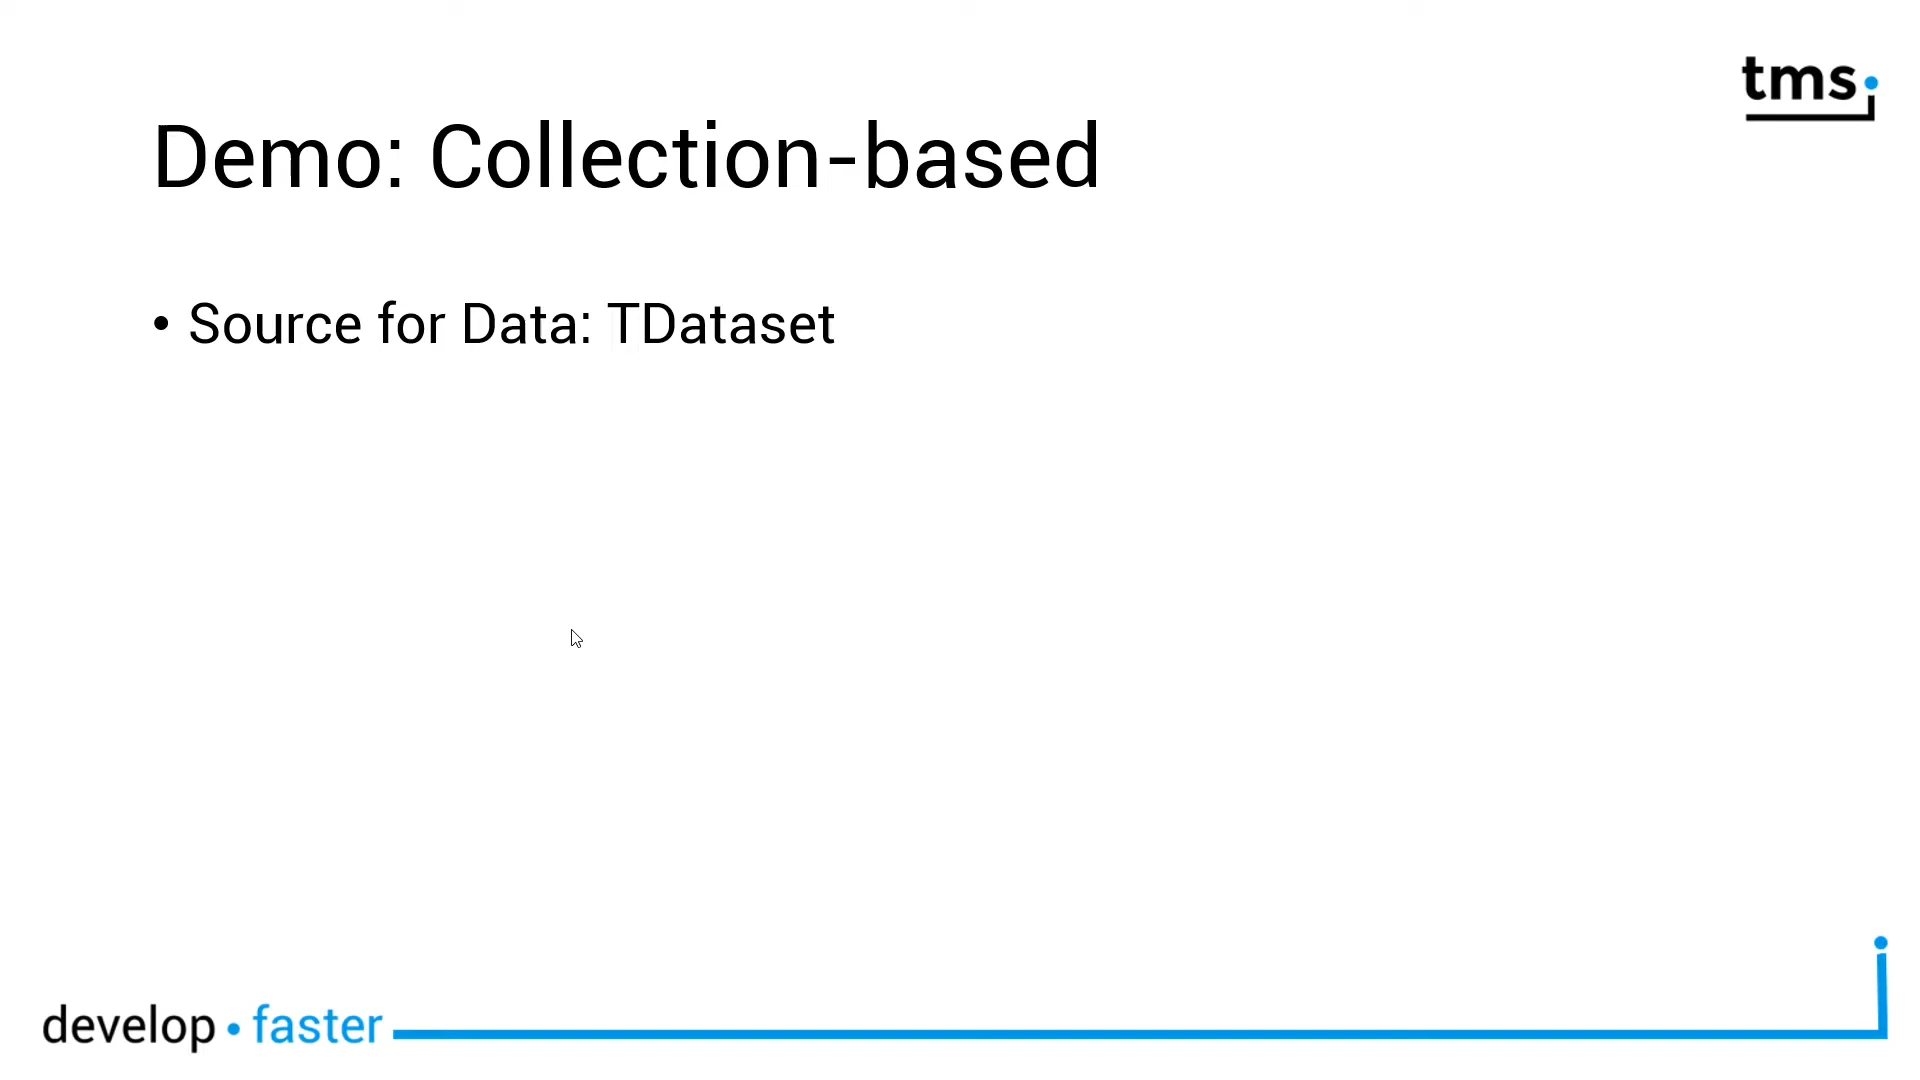 tms
Demo: Collection-based
• Source for Data: TDataset
develop • faster